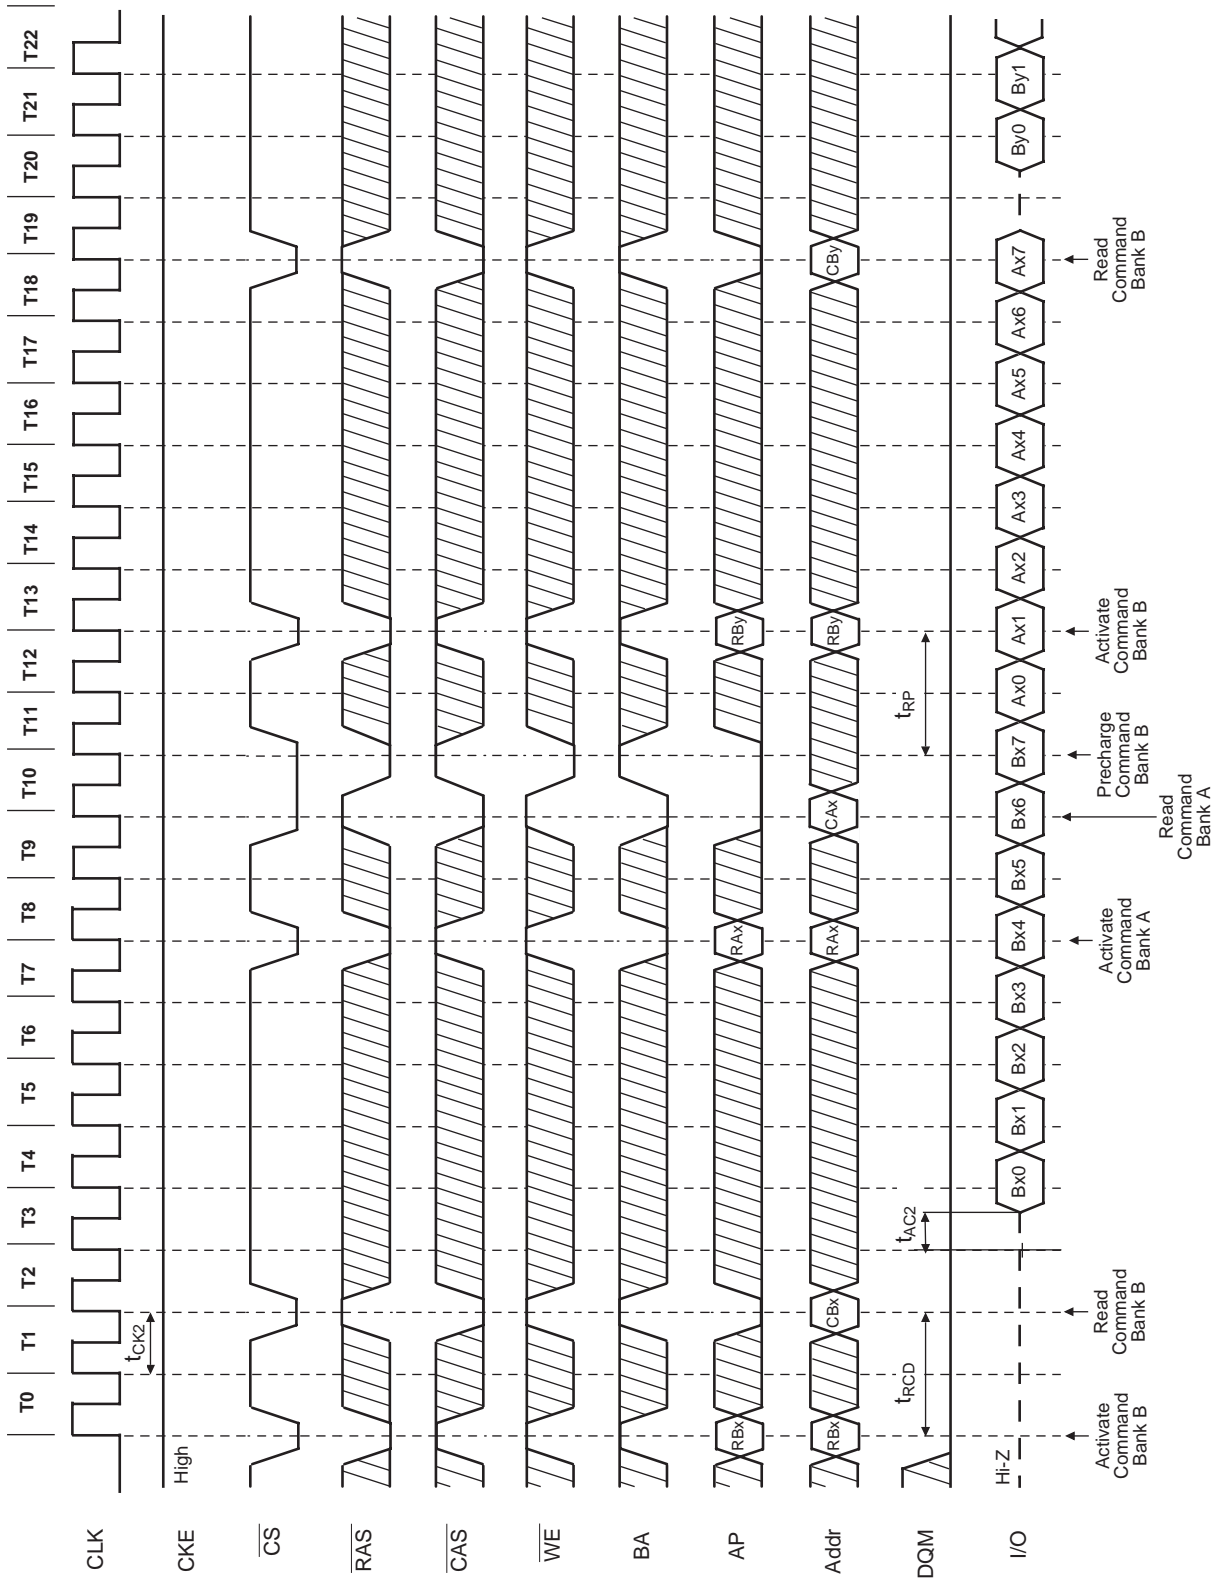 T0 T1 T2 T3 T4 T5 T6 T7 T8 T9 T10 T11 T12 T13 T14 T15 T16 T17 T18 T19 T20 T21 T22
CLK
tCK2
CKE
High
CS
RAS
CAS
WE
BA
AP
RBx RAx RBy
Addr
RBx CBx RAx CAx RBy CBy
tRCD tAC2 tRP
DQM
Hi-Z
I/O
Bx0 Bx1 Bx2 Bx3 Bx4 Bx5 Bx6 Bx7 Ax0 Ax1 Ax2 Ax3 Ax4 Ax5 Ax6 Ax7 By0 By1
Activate
Command
Bank B
Read
Command
Bank B
Activate
Command
Bank A
Read
Command
Bank A
Precharge
Command
Bank B
Activate
Command
Bank B
Read
Command
Bank B